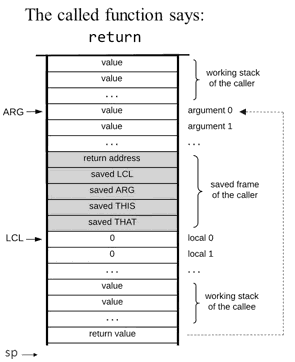 The called function says:
return
value
value
...
working stack
of the caller
ARG
value
argument 0
value
argument 1
...
...
return address
saved LCL
saved ARG
saved THIS
saved THAT
saved frame
of the caller
LCL
0
local 0
0
local 1
...
...
value
value
...
working stack
of the callee
return value
sp